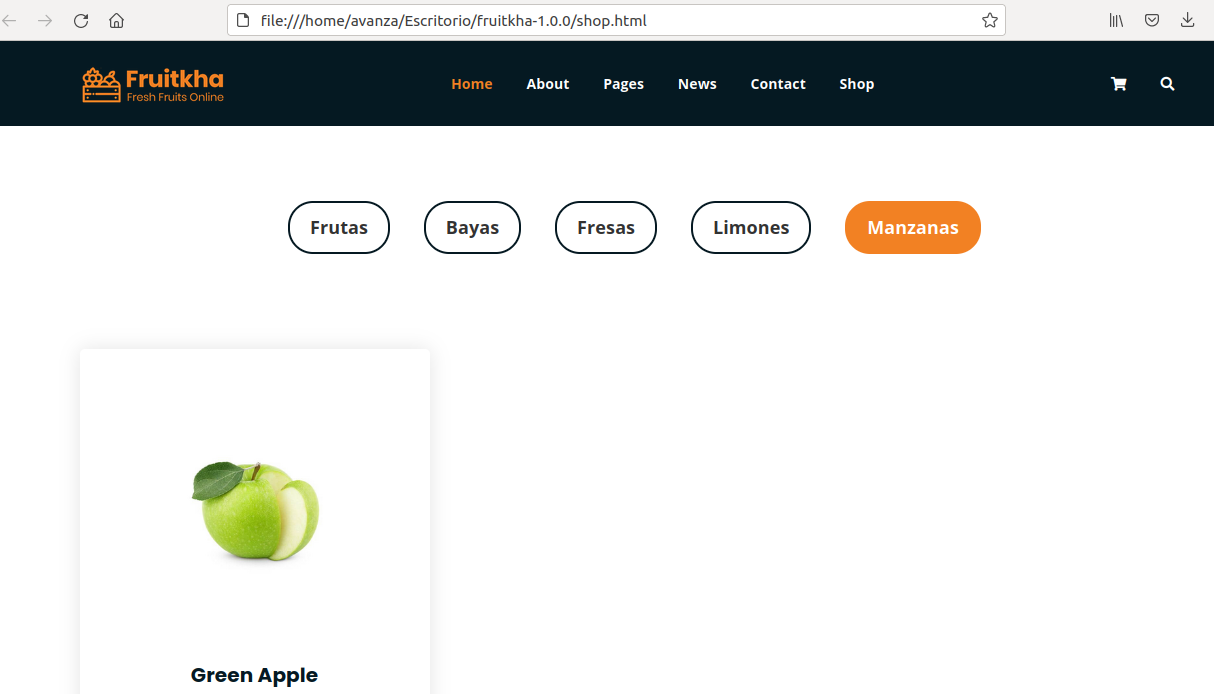 file:///home/avanza/Escritorio/fruitkha-1.0.0/shop.html
Fruitkha
Fresh Fruits Online
Home About Pages News Contact Shop
Frutas Bayas Fresas Limones Manzanas
Green Apple